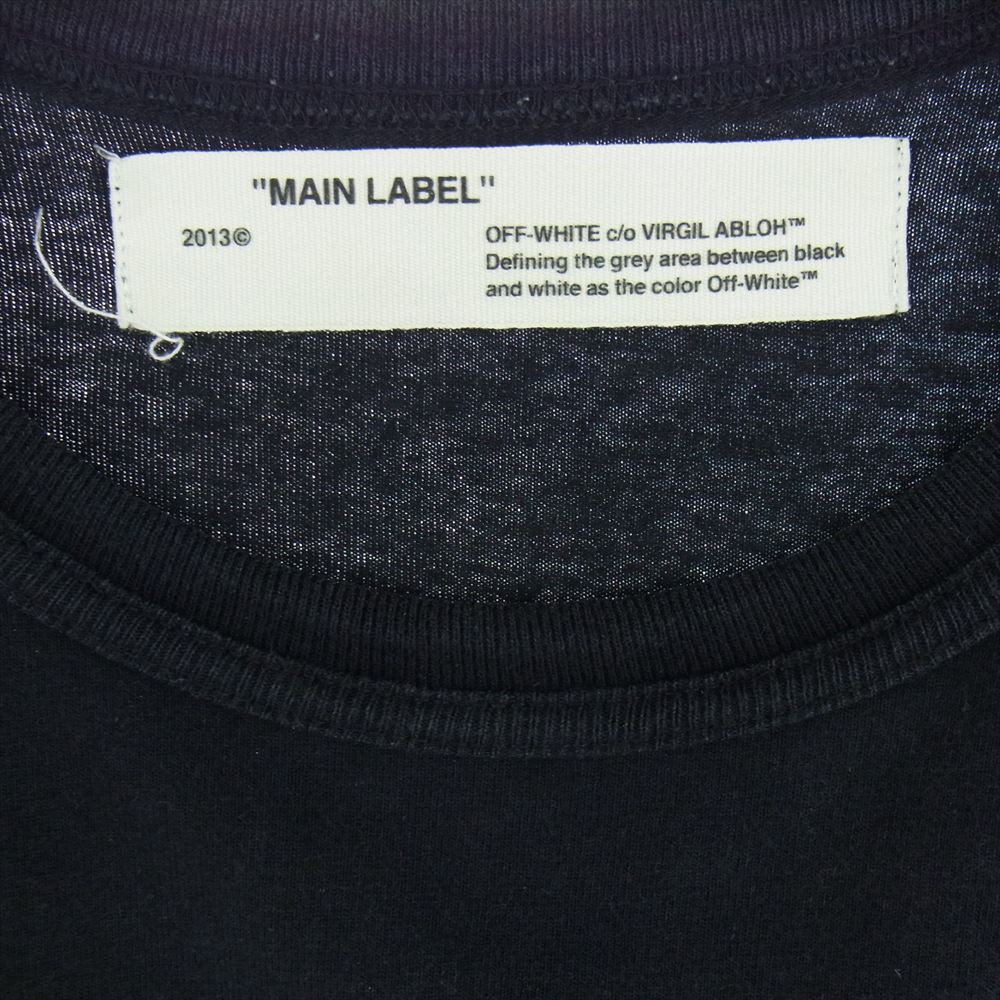 "MAIN LABEL"
2013©
OFF-WHITE c/o VIRGIL ABLOH™
Defining the grey area between black
and white as the color Off-White™